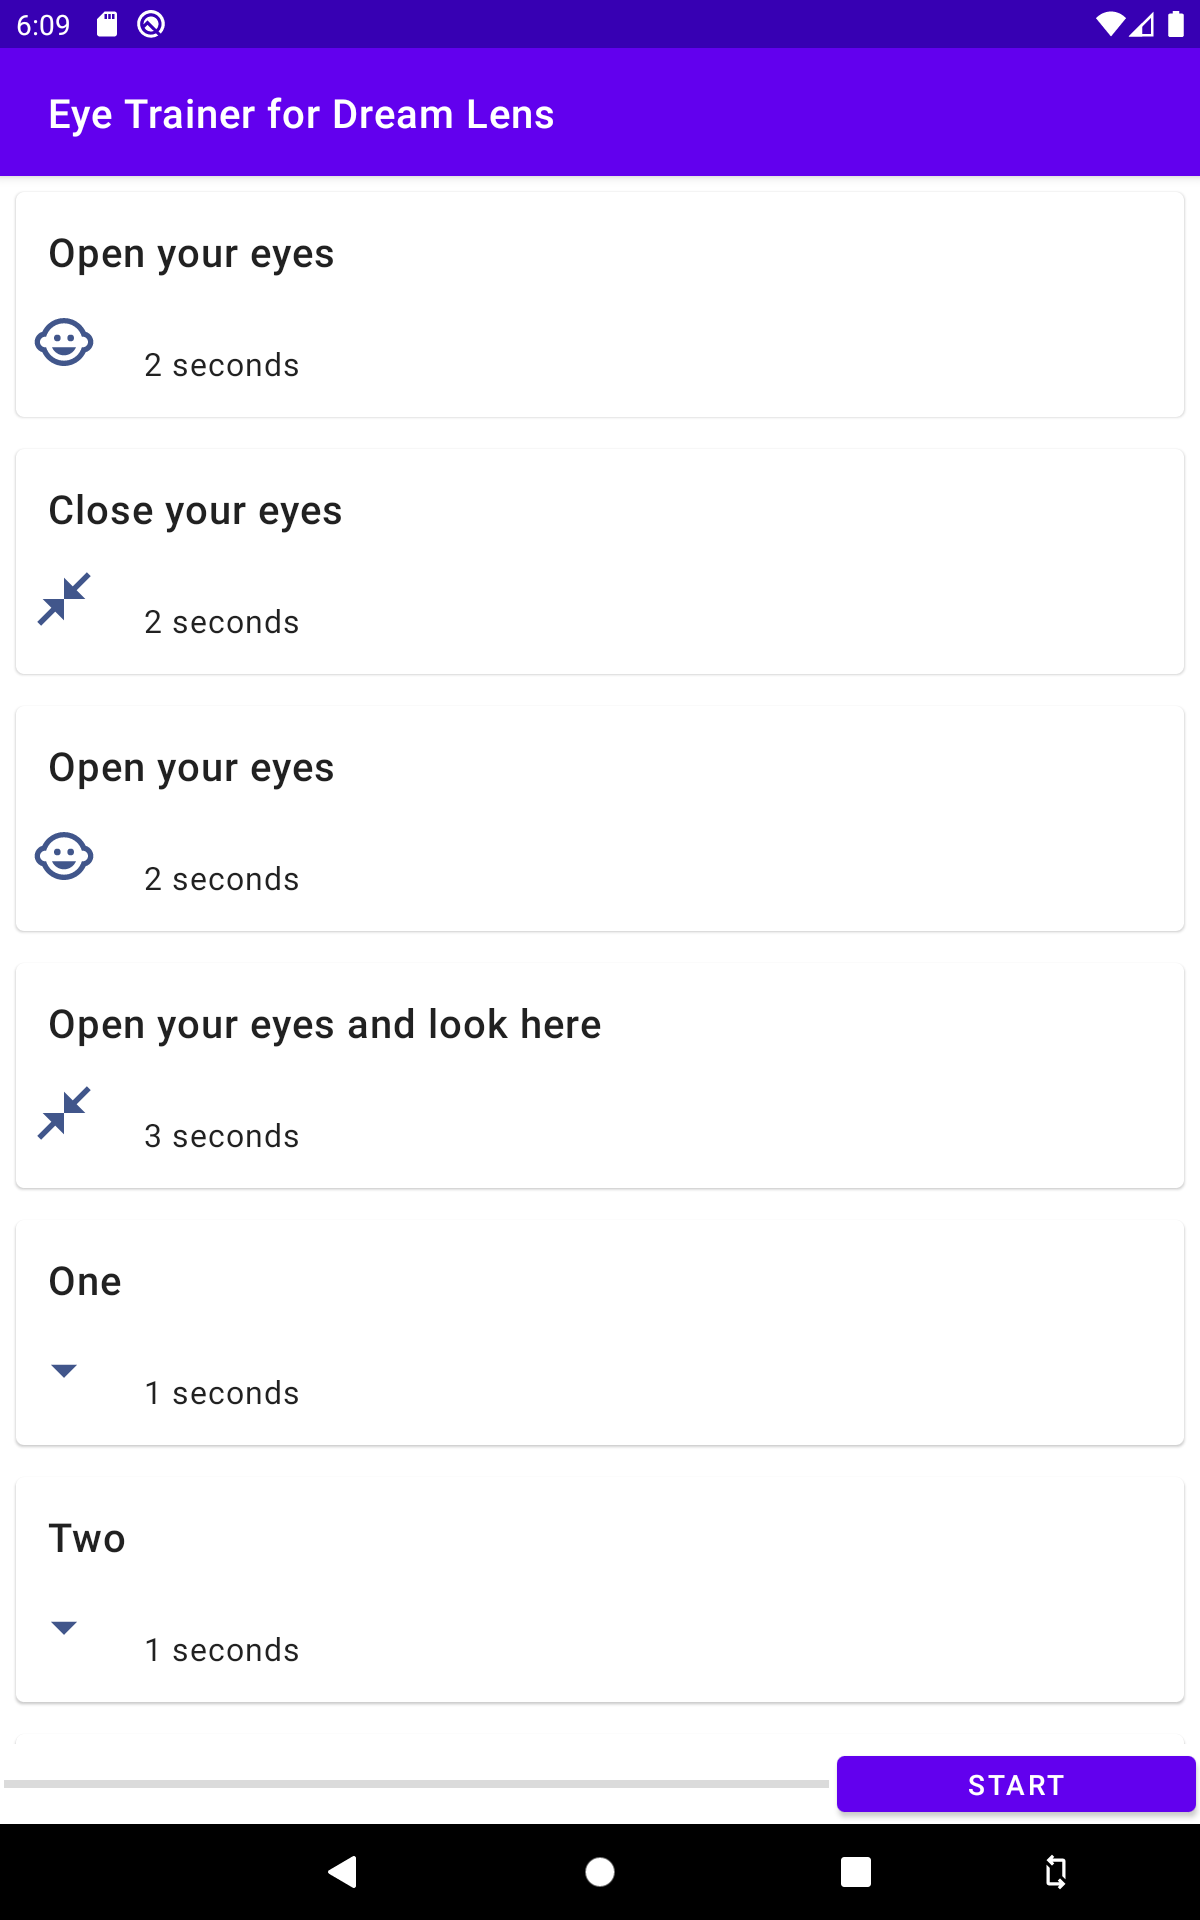 6:09
Eye Trainer for Dream Lens
Open your eyes
2 seconds
Close your eyes
2 seconds
Open your eyes
2 seconds
Open your eyes and look here
3 seconds
One
1 seconds
Two
1 seconds
START